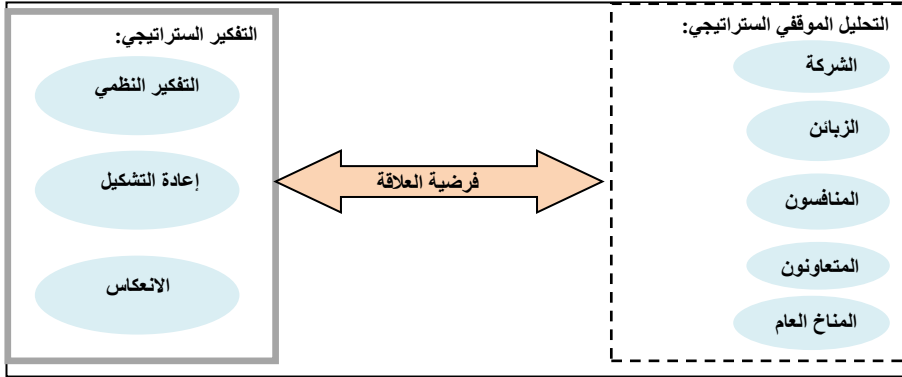 التحليل الموقفي الستراتيجي:
الشركة
الزبائن
المنافسون
المتعاونون
المناخ العام
فرضية العلاقة
التفكير الستراتيجي:
التفكير النظمي
إعادة التشكيل
الانعكاس